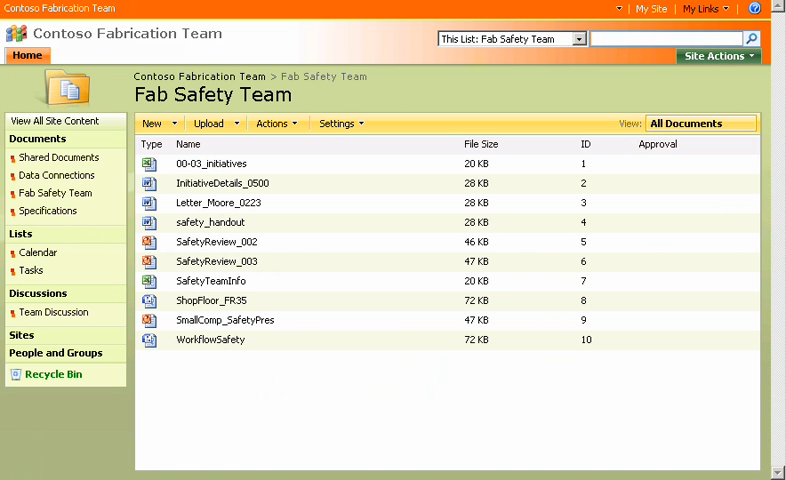 Contoso Fabrication Team
My Site
My Links
Contoso Fabrication Team
This List: Fab Safety Team
Home
Site Actions
Contoso Fabrication Team > Fab Safety Team
Fab Safety Team
View All Site Content
Documents
Shared Documents
Data Connections
Fab Safety Team
Specifications
Lists
Calendar
Tasks
Discussions
Team Discussion
Sites
People and Groups
Recycle Bin
New Upload Actions Settings View: All Documents
Type Name File Size ID Approval
00-03_initiatives 20 KB 1
InitiativeDetails_0500 28 KB 2
Letter_Moore_0223 28 KB 3
safety_handout 28 KB 4
SafetyReview_002 46 KB 5
SafetyReview_003 47 KB 6
SafetyTeamInfo 20 KB 7
ShopFloor_FR35 72 KB 8
SmallComp_SafetyPres 47 KB 9
WorkflowSafety 72 KB 10